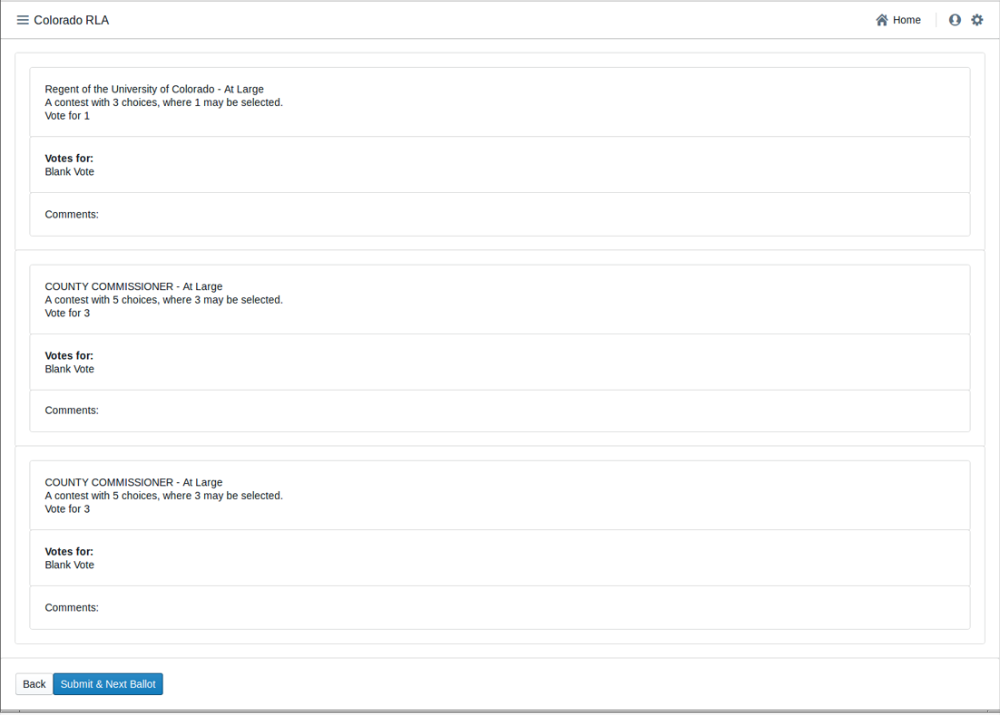 Colorado RLA
Home
Regent of the University of Colorado - At Large
A contest with 3 choices, where 1 may be selected.
Vote for 1
Votes for:
Blank Vote
Comments:
COUNTY COMMISSIONER - At Large
A contest with 5 choices, where 3 may be selected.
Vote for 3
Votes for:
Blank Vote
Comments:
COUNTY COMMISSIONER - At Large
A contest with 5 choices, where 3 may be selected.
Vote for 3
Votes for:
Blank Vote
Comments:
Back
Submit & Next Ballot